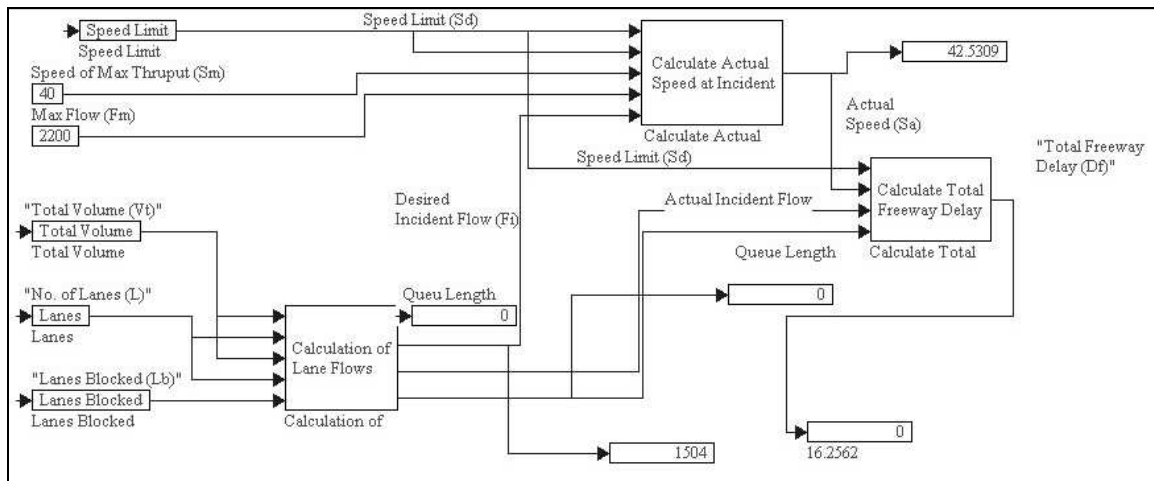 Speed Limit
Speed Limit
Speed Limit (Sd)
Speed of Max Thruput (Sm)
40
Max Flow (Fm)
2200
Calculate Actual
Speed at Incident
Calculate Actual
42.5309
Actual
Speed (Sa)
Speed Limit (Sd)
"Total Freeway
Delay (Df)"
Calculate Total
Freeway Delay
Calculate Total
Desired
Incident Flow (Fi)
Actual Incident Flow
"Total Volume (Vt)"
Total Volume
Total Volume
Queue Length
"No. of Lanes (L)"
Lanes
Lanes
Queu Length
0
0
Calculation of
Lane Flows
Calculation of
"Lanes Blocked (Lb)"
Lanes Blocked
Lanes Blocked
1504
0
16.2562